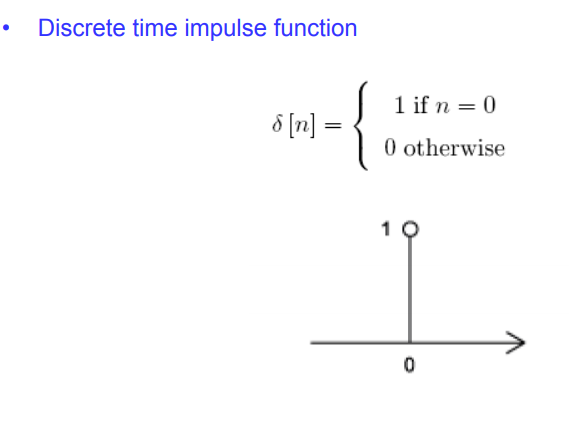 • Discrete time impulse function
δ [n] = { 1 if n = 0
0 otherwise
1
0